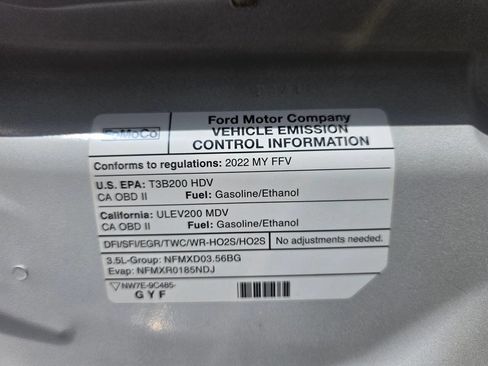 FoMoCo
Ford Motor Company
VEHICLE EMISSION
CONTROL INFORMATION
Conforms to regulations: 2022 MY FFV
U.S. EPA: T3B200 HDV
CA OBD II Fuel: Gasoline/Ethanol
California: ULEV200 MDV
CA OBD II Fuel: Gasoline/Ethanol
DFI/SFI/EGR/TWC/WR-HO2S/HO2S No adjustments needed.
3.5L-Group: NFMXD03.56BG
Evap: NFMXR0185NDJ
NW7E-9C485-
G Y F